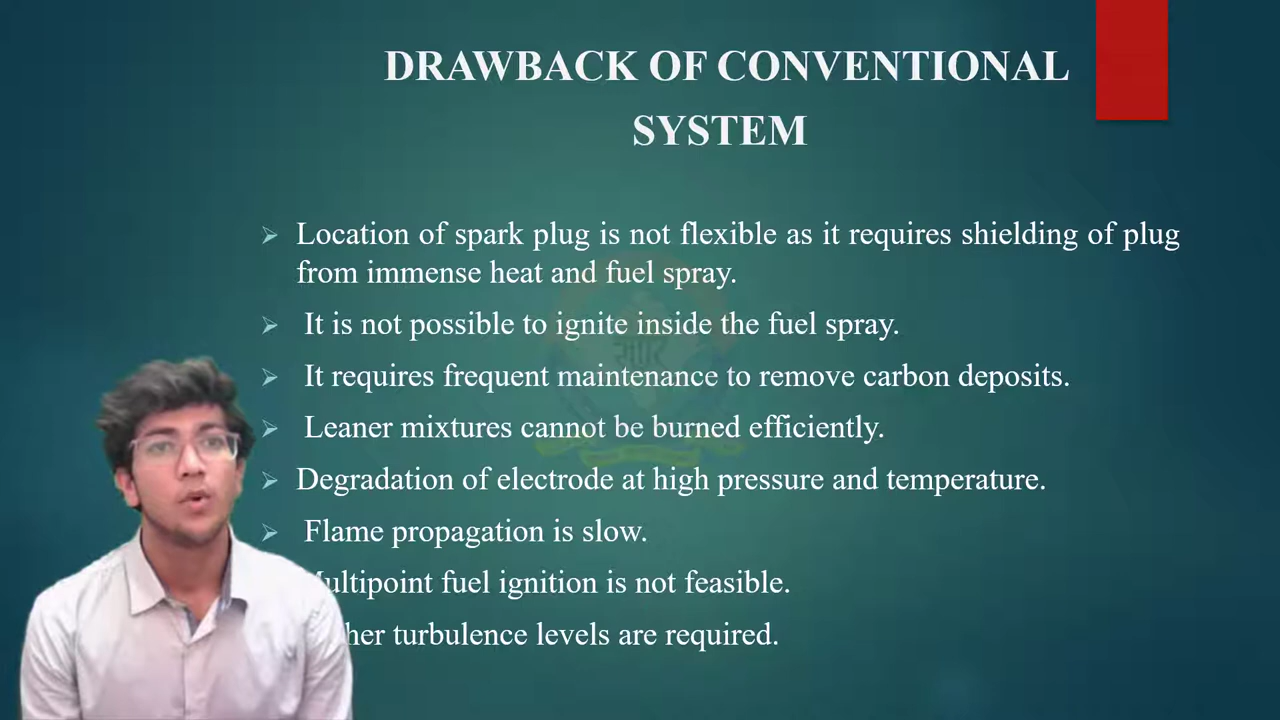 DRAWBACK OF CONVENTIONAL
SYSTEM
Location of spark plug is not flexible as it requires shielding of plug
from immense heat and fuel spray.
It is not possible to ignite inside the fuel spray.
It requires frequent maintenance to remove carbon deposits.
Leaner mixtures cannot be burned efficiently.
Degradation of electrode at high pressure and temperature.
Flame propagation is slow.
Multipoint fuel ignition is not feasible.
turbulence levels are required.